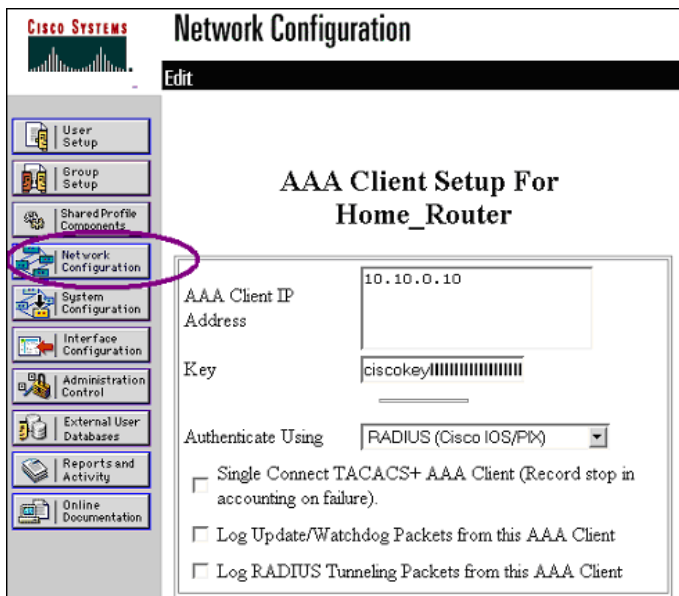 CISCO SYSTEMS
Network Configuration
Edit
User
Setup
Group
Setup
Shared Profile
Components
Network
Configuration
System
Configuration
Interface
Configuration
Administration
Control
External User
Databases
Reports and
Activity
Online
Documentation
AAA Client Setup For
Home_Router
AAA Client IP
Address
10.10.0.10
Key
ciscokey
Authenticate Using
RADIUS (Cisco IOS/PIX)
Single Connect TACACS+ AAA Client (Record stop in
accounting on failure).
Log Update/Watchdog Packets from this AAA Client
Log RADIUS Tunneling Packets from this AAA Client